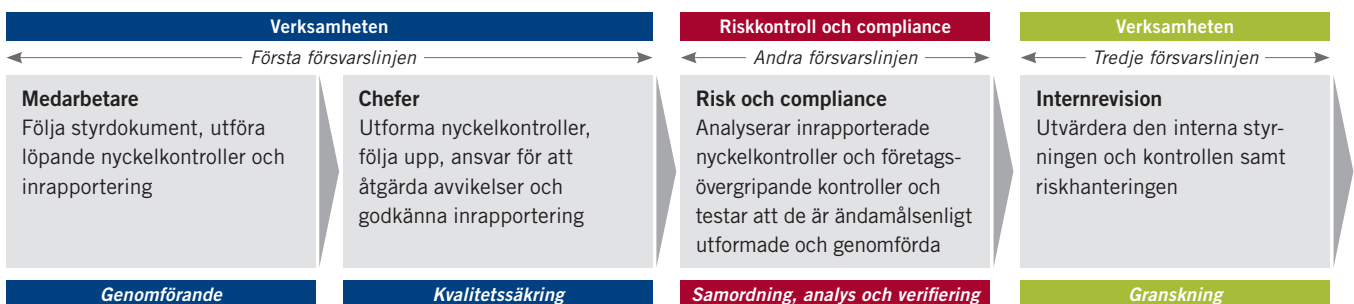 Verksamheten
Riskkontroll och compliance
Verksamheten
Första försvarslinjen
Andra försvarslinjen
Tredje försvarslinjen
Medarbetare
Följa styrdokument, utföra
löpande nyckelkontroller och
inrapportering
Chefer
Utforma nyckelkontroller,
följa upp, ansvar för att
åtgärda avvikelser och
godkänna inrapportering
Risk och compliance
Analyserar inrapporterade
nyckelkontroller och företags-
övergripande kontroller och
testar att de är ändamålsenligt
utformade och genomförda
Internrevision
Utvärdera den interna styr-
ningen och kontrollen samt
riskhanteringen
Genomförande
Kvalitetssäkring
Samordning, analys och verifiering
Granskning